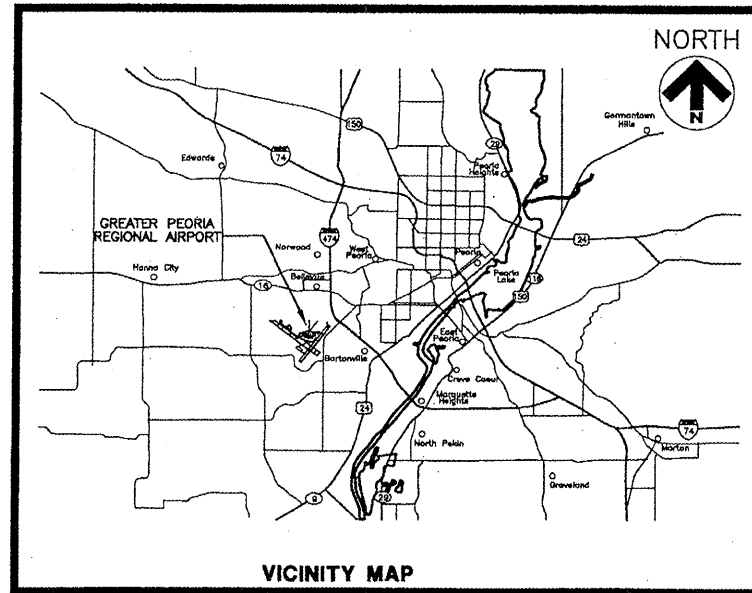 NORTH
N
Germantown
Hills
150
29
74
Peoria
Heights
Edwards
GREATER PEORIA
REGIONAL AIRPORT
Norwood
474
West
Peoria
Peoria
24
Hanna City
Bellevue
Peoria
Lake
116
16
150
East
Peoria
Bartonville
Creve Coeur
24
Marquette
Heights
74
Morton
North Pekin
Groveland
9
29
VICINITY MAP